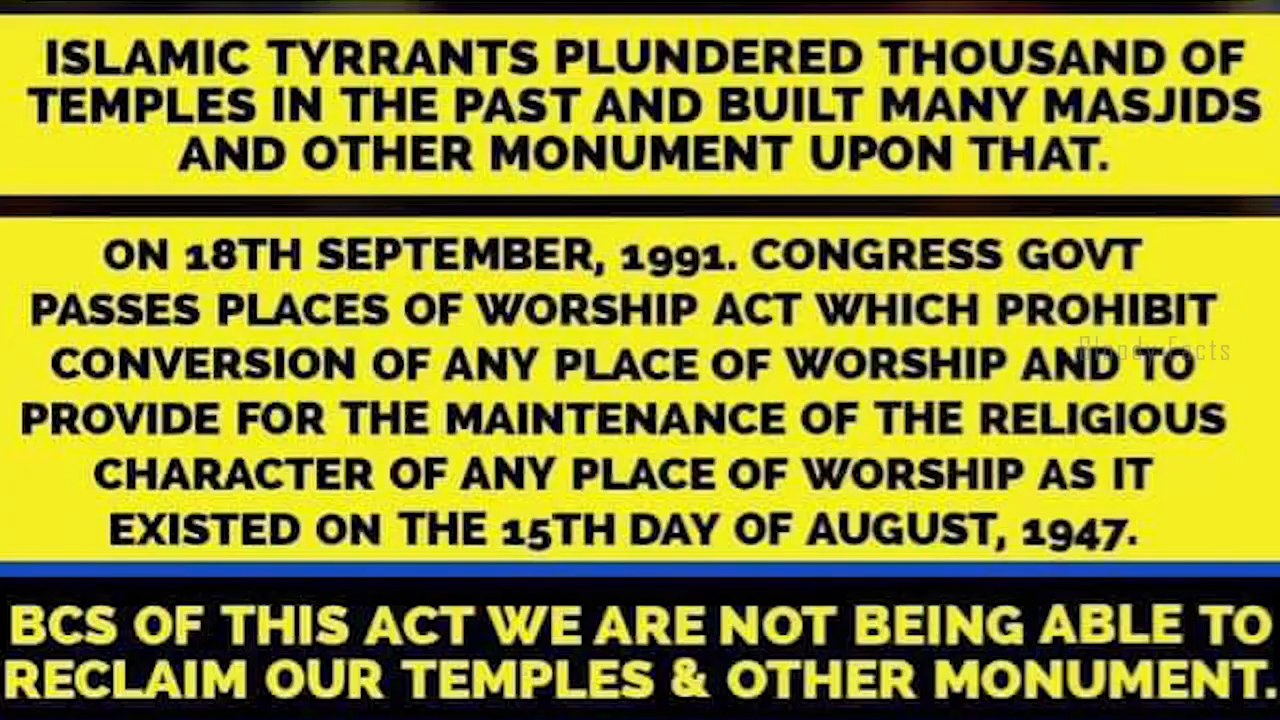 ISLAMIC TYRRANTS PLUNDERED THOUSAND OF
TEMPLES IN THE PAST AND BUILT MANY MASJIDS
AND OTHER MONUMENT UPON THAT.
ON 18TH SEPTEMBER, 1991. CONGRESS GOVT
PASSES PLACES OF WORSHIP ACT WHICH PROHIBIT
CONVERSION OF ANY PLACE OF WORSHIP AND TO
Bloody Facts
PROVIDE FOR THE MAINTENANCE OF THE RELIGIOUS
CHARACTER OF ANY PLACE OF WORSHIP AS IT
EXISTED ON THE 15TH DAY OF AUGUST, 1947.
BCS OF THIS ACT WE ARE NOT BEING ABLE TO
RECLAIM OUR TEMPLES & OTHER MONUMENT.